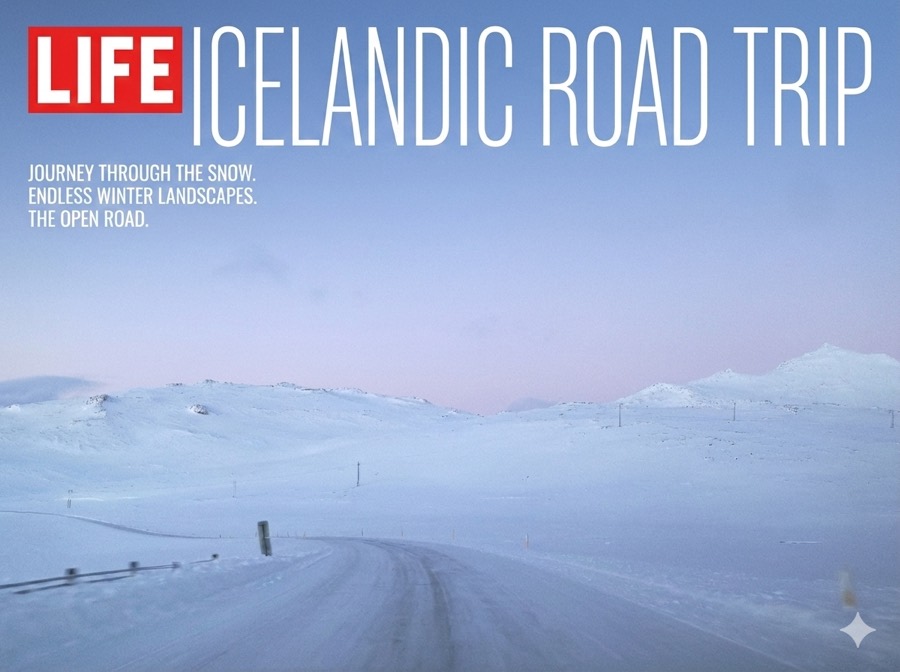 LIFE ICELANDIC ROAD TRIP
JOURNEY THROUGH THE SNOW.
ENDLESS WINTER LANDSCAPES.
THE OPEN ROAD.